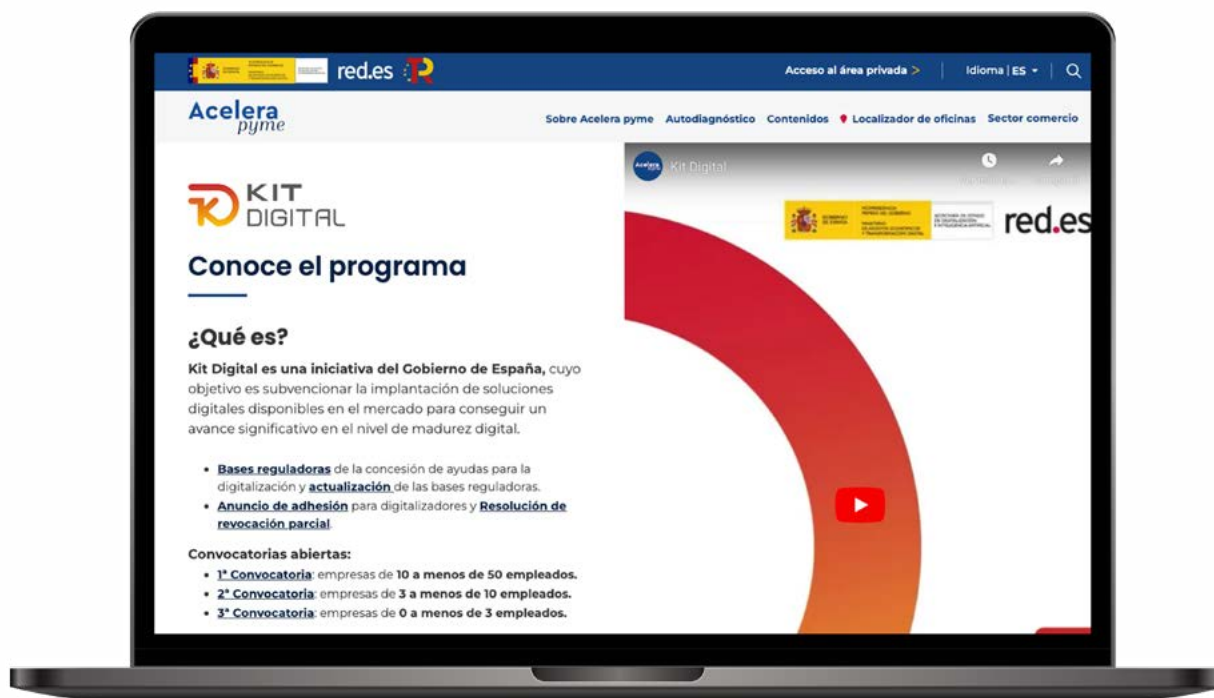 red.es
Acceso al área privada >
Idioma | ES
Acelera
pyme
Sobre Acelera pyme Autodiagnóstico Contenidos Localizador de oficinas Sector comercio
KIT
DIGITAL
Conoce el programa
¿Qué es?
Kit Digital es una iniciativa del Gobierno de España, cuyo
objetivo es subvencionar la implantación de soluciones
digitales disponibles en el mercado para conseguir un
avance significativo en el nivel de madurez digital.
• Bases reguladoras de la concesión de ayudas para la
digitalización y actualización de las bases reguladoras.
• Anuncio de adhesión para digitalizadores y Resolución de
revocación parcial.
Convocatorias abiertas:
• 1ª Convocatoria: empresas de 10 a menos de 50 empleados.
• 2ª Convocatoria: empresas de 3 a menos de 10 empleados.
• 3ª Convocatoria: empresas de 0 a menos de 3 empleados.
Acelera
pyme
Kit Digital
GOBIERNO
DE ESPAÑA
red.es